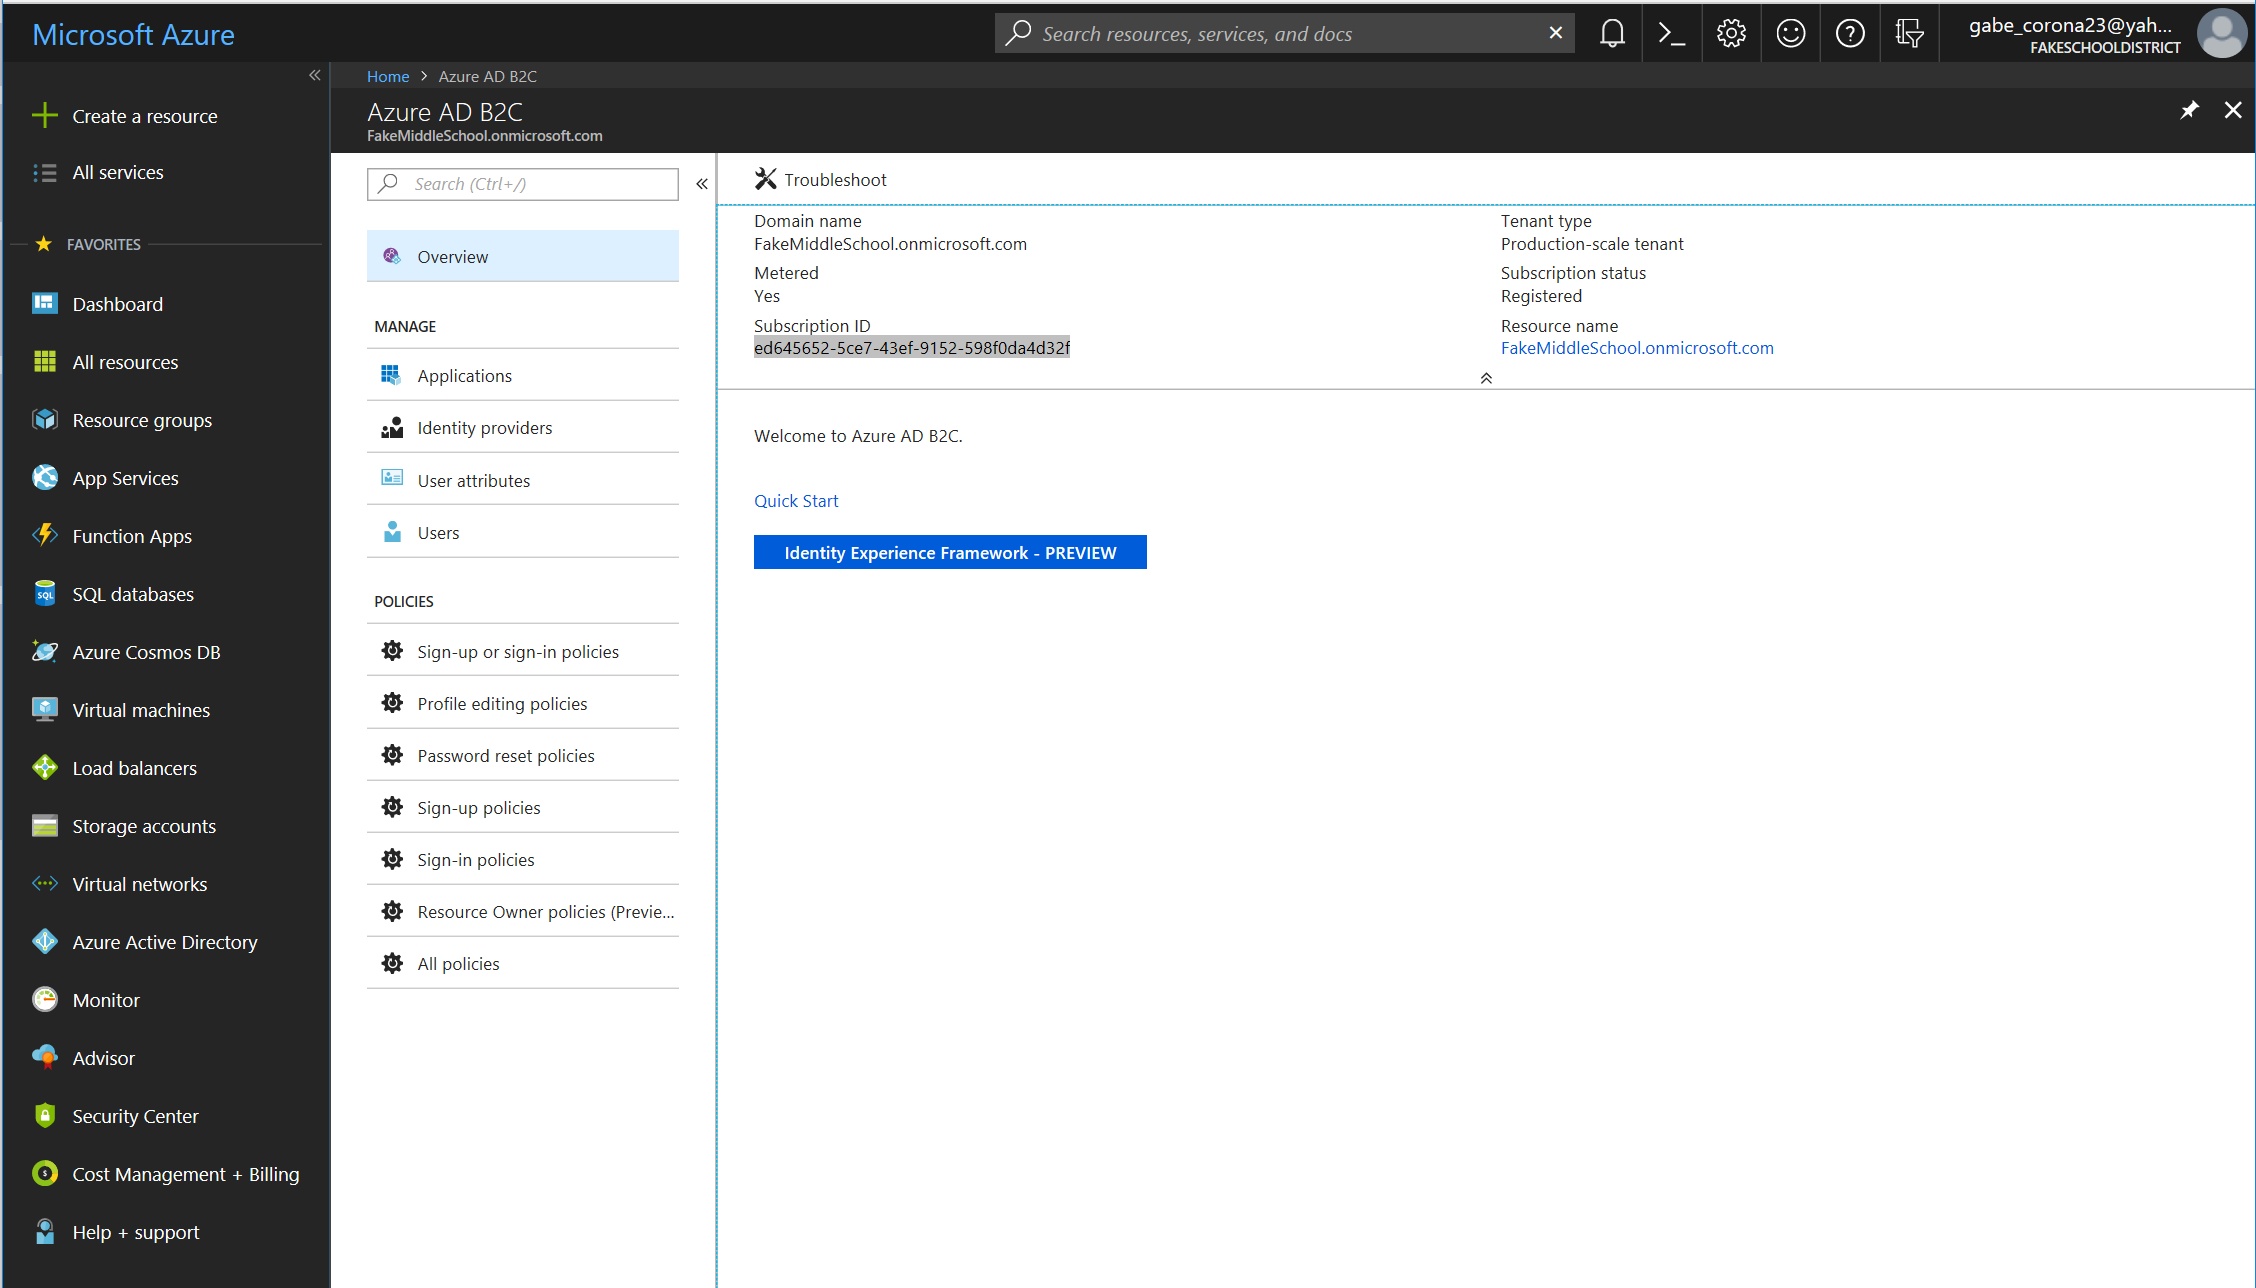 Microsoft Azure
Search resources, services, and docs
gabe_corona23@yah...
FAKESCHOOLDISTRICT
Home > Azure AD B2C
Azure AD B2C
FakeMiddleSchool.onmicrosoft.com
Create a resource
All services
FAVORITES
Dashboard
All resources
Resource groups
App Services
Function Apps
SQL databases
Azure Cosmos DB
Virtual machines
Load balancers
Storage accounts
Virtual networks
Azure Active Directory
Monitor
Advisor
Security Center
Cost Management + Billing
Help + support
Search (Ctrl+/)
Overview
MANAGE
Applications
Identity providers
User attributes
Users
POLICIES
Sign-up or sign-in policies
Profile editing policies
Password reset policies
Sign-up policies
Sign-in policies
Resource Owner policies (Previe...
All policies
Troubleshoot
Domain name
FakeMiddleSchool.onmicrosoft.com
Metered
Yes
Subscription ID
ed645652-5ce7-43ef-9152-598f0da4d32f
Tenant type
Production-scale tenant
Subscription status
Registered
Resource name
FakeMiddleSchool.onmicrosoft.com
Welcome to Azure AD B2C.
Quick Start
Identity Experience Framework - PREVIEW